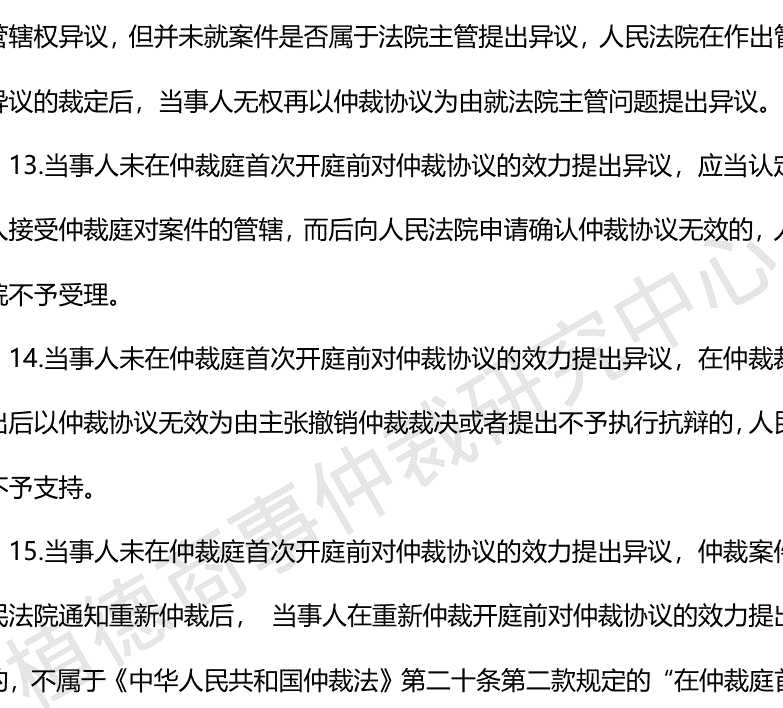 管辖权异议，但并未就案件是否属于法院主管提出异议，人民法院在作出管
异议的裁定后，当事人无权再以仲裁协议为由就法院主管问题提出异议。
13.当事人未在仲裁庭首次开庭前对仲裁协议的效力提出异议，应当认定
人接受仲裁庭对案件的管辖，而后向人民法院申请确认仲裁协议无效的，人
院不予受理。
14.当事人未在仲裁庭首次开庭前对仲裁协议的效力提出异议，在仲裁裁
出后以仲裁协议无效为由主张撤销仲裁裁决或者提出不予执行抗辩的，人民
不予支持。
15.当事人未在仲裁庭首次开庭前对仲裁协议的效力提出异议，仲裁案件
民法院通知重新仲裁后， 当事人在重新仲裁开庭前对仲裁协议的效力提出
的，不属于《中华人民共和国仲裁法》第二十条第二款规定的“在仲裁庭首
植德商事仲裁研究中心